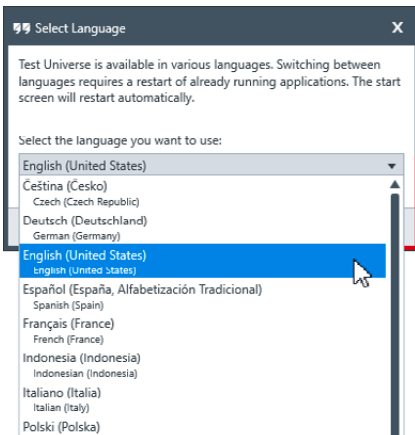 Select Language
X
Test Universe is available in various languages. Switching between
languages requires a restart of already running applications. The start
screen will restart automatically.
Select the language you want to use:
English (United States)
Čeština (Česko)
Czech (Czech Republic)
Deutsch (Deutschland)
German (Germany)
English (United States)
English (United States)
Español (España, Alfabetización Tradicional)
Spanish (Spain)
Français (France)
French (France)
Indonesia (Indonesia)
Indonesian (Indonesia)
Italiano (Italia)
Italian (Italy)
Polski (Polska)